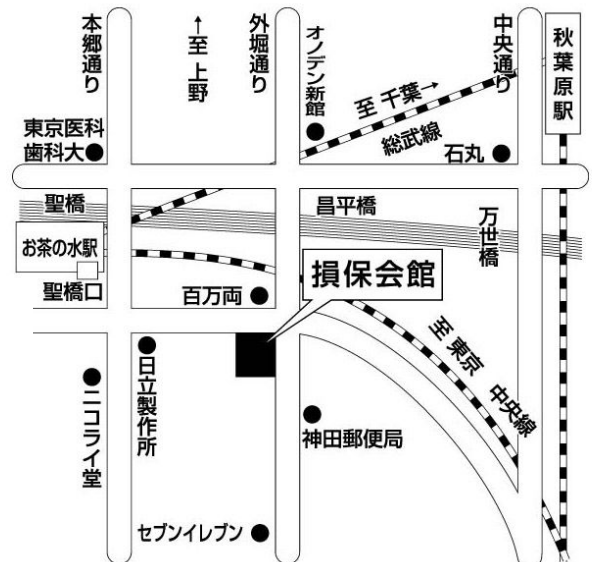 本郷通り
←至 上野
外堀通り
オノデン新館
中央通り
秋葉原駅
至 千葉→
総武線
東京医科
歯科大
石丸
聖橋
昌平橋
万世橋
お茶の水駅
聖橋口
百万両
損保会館
至 東京
中央線
日立製作所
ニコライ堂
神田郵便局
セブンイレブン